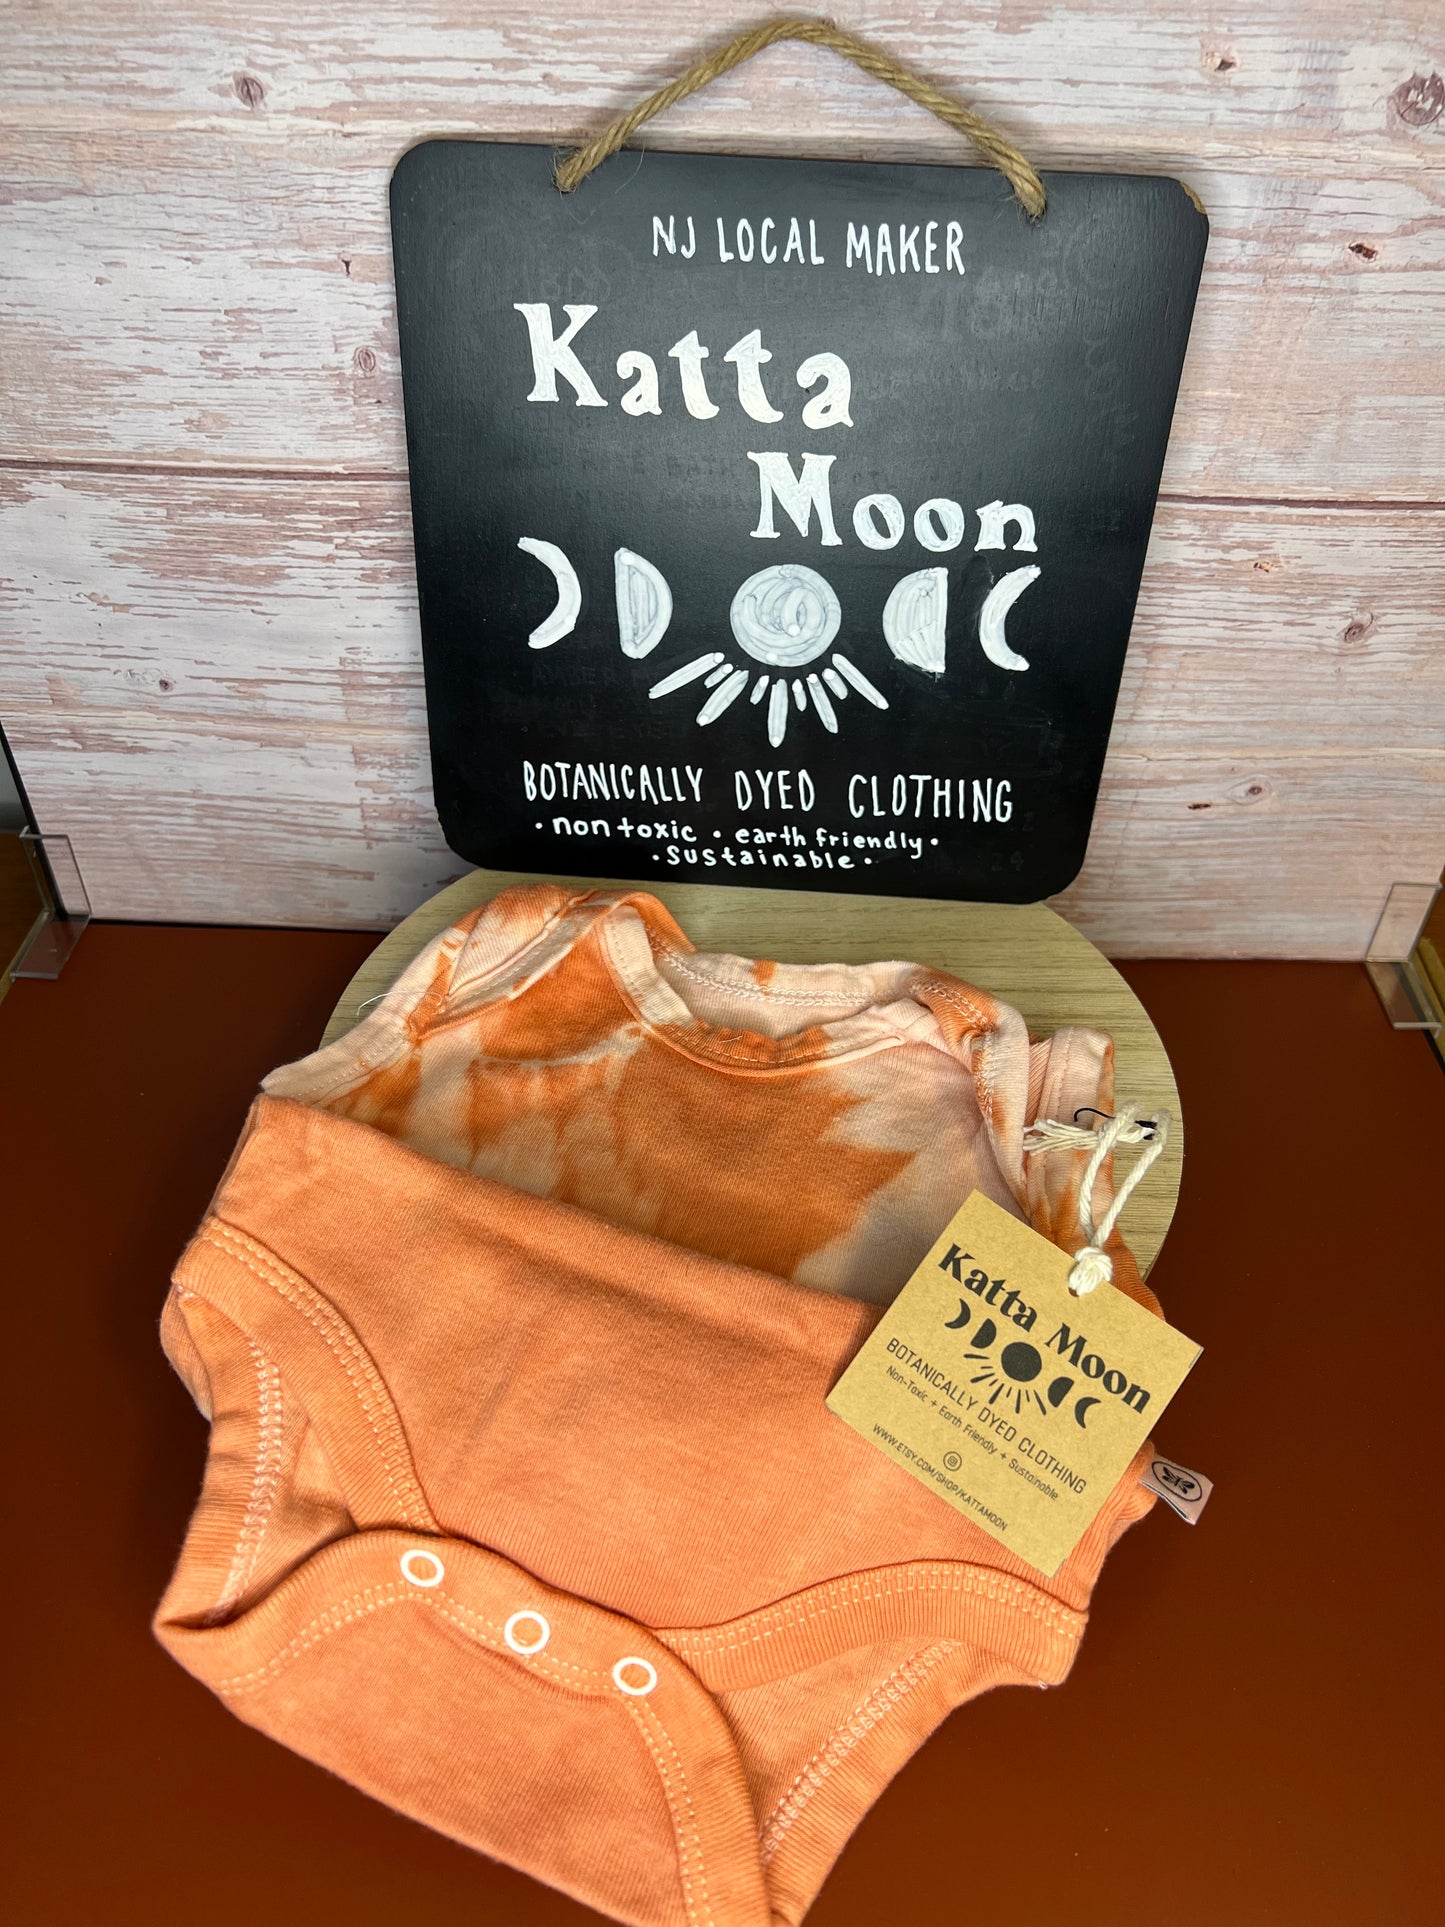 NJ LOCAL MAKER
Katta
Moon
BOTANICALLY DYED CLOTHING
• non toxic • earth friendly •
• sustainable •
Katta Moon
BOTANICALLY DYED CLOTHING
Non-Toxic + Earth Friendly + Sustainable
WWW.ETSY.COM/SHOP/KATTAMOON